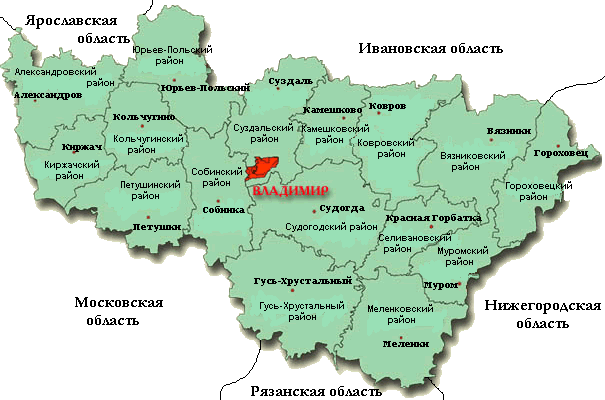 Ярославская
область
Ивановская область
Юрьев-Польский
район
Александровский
район
Александров
Юрьев-Польский
Суздаль
Кольчугино
Кольчугинский
район
Суздальский
район
Камешково
Камешковский
район
Ковров
Ковровский
район
Вязники
Вязниковский
район
Гороховец
Гороховецкий
район
Киржач
Киржачский
район
Петушинский
район
Петушки
Собинский
район
Собинка
ВЛАДИМИР
Судогда
Судогодский район
Красная Горбатка
Селивановский
район
Муромский
район
Муром
Гусь-Хрустальный
Гусь-Хрустальный
район
Меленковский
район
Меленки
Московская
область
Нижегородская
область
Рязанская область